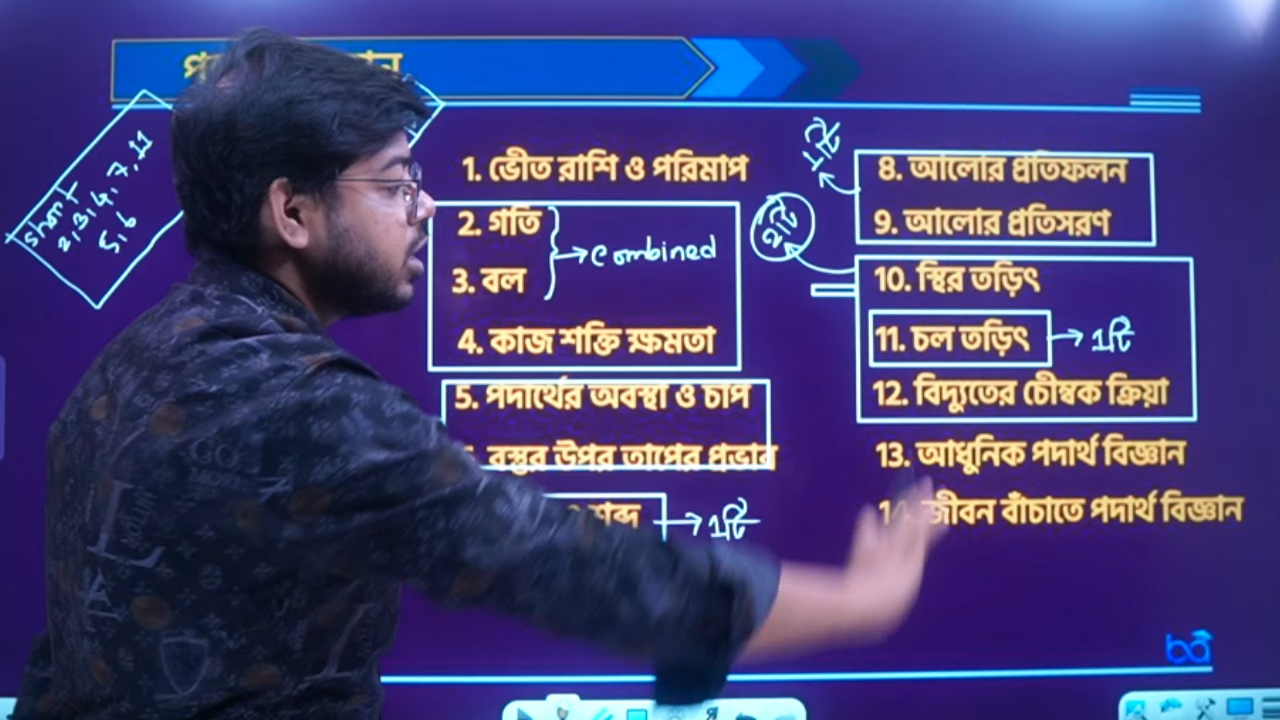 short
2,3,4,7,11
5,6
1. ভৌত রাশি ও পরিমাপ
2. গতি
3. বল
→ combined
4. কাজ শক্তি ক্ষমতা
5. পদার্থের অবস্থা ও চাপ
বস্তুর উপর তাপের প্রভাব
শব্দ → 1টি
1টি
2টি
8. আলোর প্রতিফলন
9. আলোর প্রতিসরণ
10. স্থির তড়িৎ
11. চল তড়িৎ → 1টি
12. বিদ্যুতের চৌম্বক ক্রিয়া
13. আধুনিক পদার্থ বিজ্ঞান
জীবন বাঁচাতে পদার্থ বিজ্ঞান